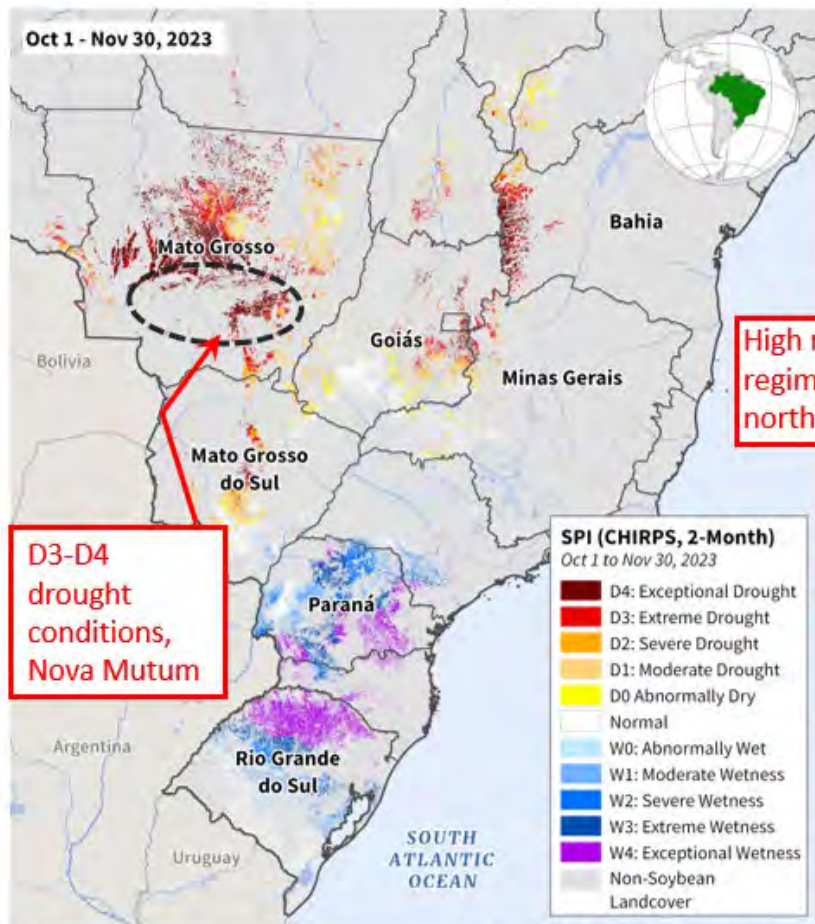 Oct 1 - Nov 30, 2023
Mato Grosso
Bahia
Bolivia
Goiás
Minas Gerais
High
regim
north
Mato Grosso
do Sul
D3-D4
drought
conditions,
Nova Mutum
Paraná
Argentina
Rio Grande
do Sul
Uruguay
SOUTH
ATLANTIC
OCEAN
SPI (CHIRPS, 2-Month)
Oct 1 to Nov 30, 2023
D4: Exceptional Drought
D3: Extreme Drought
D2: Severe Drought
D1: Moderate Drought
D0 Abnormally Dry
Normal
W0: Abnormally Wet
W1: Moderate Wetness
W2: Severe Wetness
W3: Extreme Wetness
W4: Exceptional Wetness
Non-Soybean
Landcover